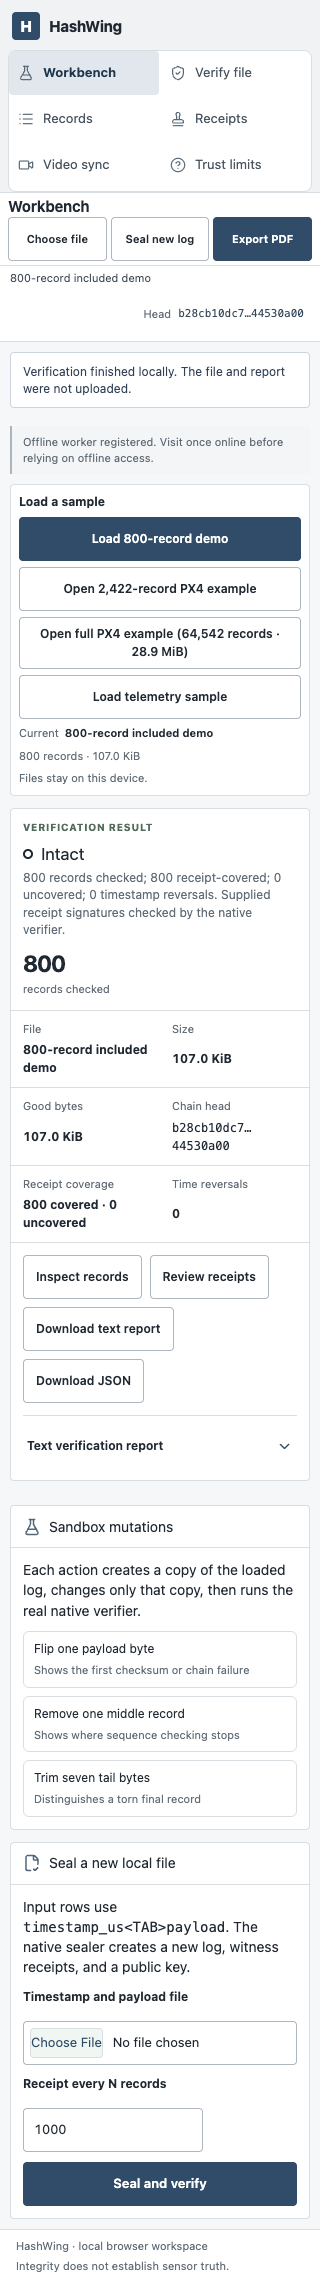 H HashWing
Workbench
Verify file
Records
Receipts
Video sync
Trust limits
Workbench
Choose file
Seal new log
Export PDF
800-record included demo
Head b28cb10dc7…44530a00
Verification finished locally. The file and report
were not uploaded.
Offline worker registered. Visit once online before
relying on offline access.
Load a sample
Load 800-record demo
Open 2,422-record PX4 example
Open full PX4 example (64,542 records ·
28.9 MiB)
Load telemetry sample
Current 800-record included demo
800 records · 107.0 KiB
Files stay on this device.
VERIFICATION RESULT
Intact
800 records checked; 800 receipt-covered; 0
uncovered; 0 timestamp reversals. Supplied
receipt signatures checked by the native
verifier.
800
records checked
File
800-record included
demo
Size
107.0 KiB
Good bytes
107.0 KiB
Chain head
b28cb10dc7…
44530a00
Receipt coverage
800 covered · 0
uncovered
Time reversals
0
Inspect records
Review receipts
Download text report
Download JSON
Text verification report
Sandbox mutations
Each action creates a copy of the loaded
log, changes only that copy, then runs the
real native verifier.
Flip one payload byte
Shows the first checksum or chain failure
Remove one middle record
Shows where sequence checking stops
Trim seven tail bytes
Distinguishes a torn final record
Seal a new local file
Input rows use
timestamp_us<TAB>payload. The
native sealer creates a new log, witness
receipts, and a public key.
Timestamp and payload file
Choose File No file chosen
Receipt every N records
1000
Seal and verify
HashWing · local browser workspace
Integrity does not establish sensor truth.